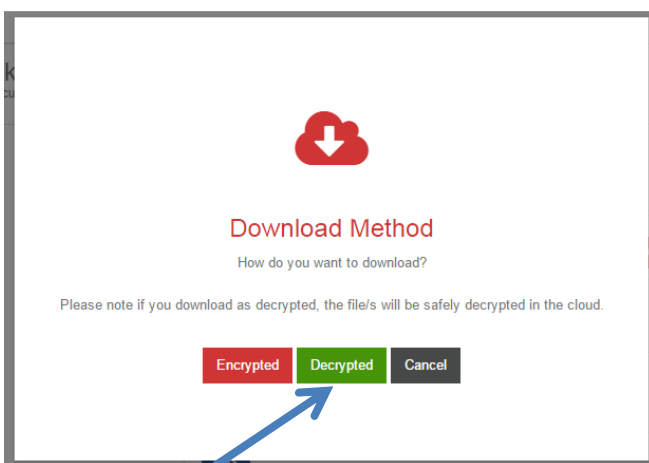 Download Method
How do you want to download?
Please note if you download as decrypted, the file/s will be safely decrypted in the cloud.
Encrypted Decrypted Cancel